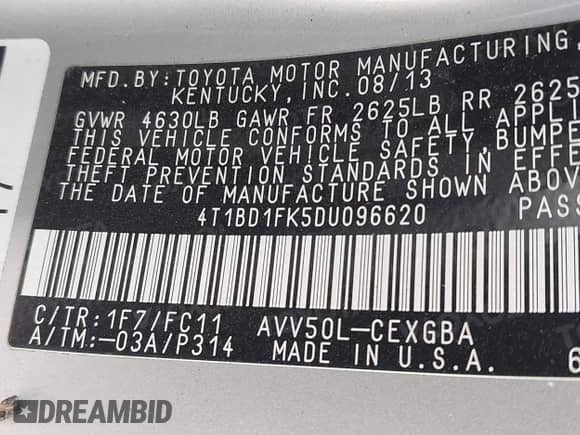 MFD. BY: TOYOTA MOTOR MANUFACTURING,
KENTUCKY, INC. 08/13
GVWR 4630LB GAWR FR 2625LB RR 2625
THIS VEHICLE CONFORMS TO ALL APPLI
FEDERAL MOTOR VEHICLE SAFETY, BUMPE
THEFT PREVENTION STANDARDS IN EFFE
THE DATE OF MANUFACTURE SHOWN ABOV
4T1BD1FK5DU096620 PASS
C/TR: 1F7/FC11 AVV50L-CEXGBA
A/TM: -03A/P314 MADE IN U.S.A. 6
DREAMBID